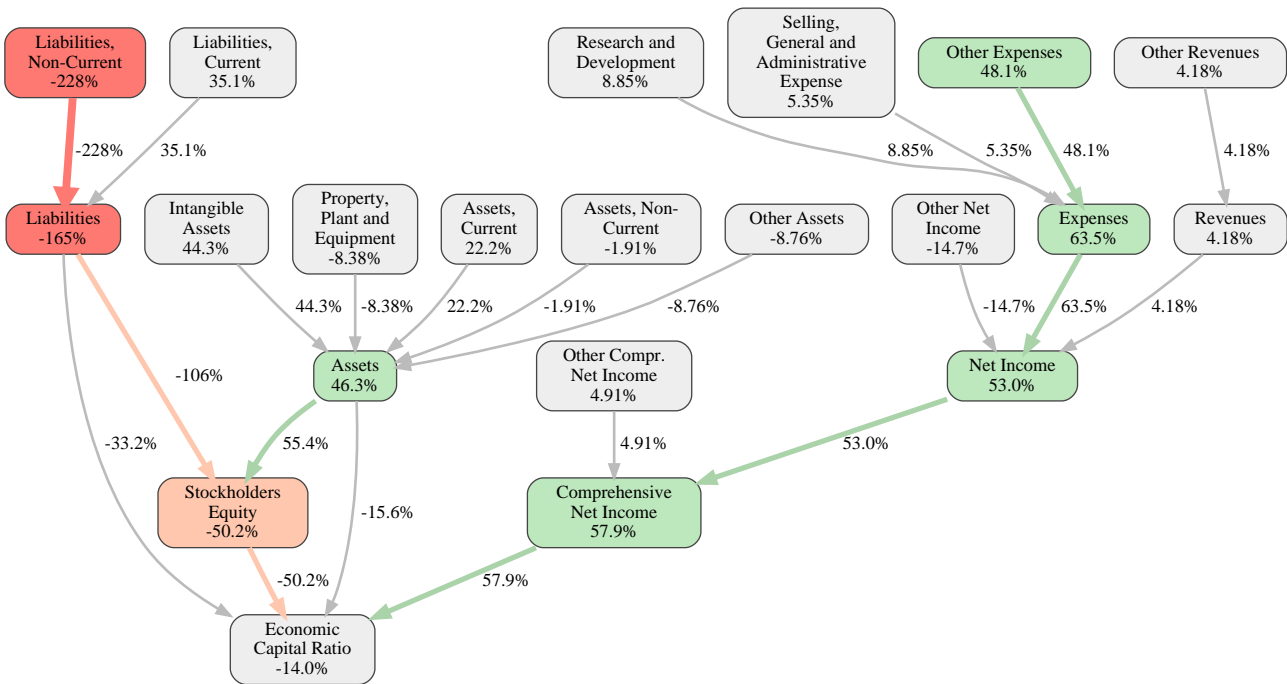 Liabilities,
Non-Current
-228%
Liabilities,
Current
35.1%
Research and
Development
8.85%
Selling,
General and
Administrative
Expense
5.35%
Other Expenses
48.1%
Other Revenues
4.18%
-228%
35.1%
8.85%
5.35%
48.1%
4.18%
Liabilities
-165%
Intangible
Assets
44.3%
Property,
Plant and
Equipment
-8.38%
Assets,
Current
22.2%
Assets, Non-
Current
-1.91%
Other Assets
-8.76%
Other Net
Income
-14.7%
Expenses
63.5%
Revenues
4.18%
44.3%
-8.38%
22.2%
-1.91%
-8.76%
-14.7%
63.5%
4.18%
Assets
46.3%
Other Compr.
Net Income
4.91%
Net Income
53.0%
-106%
-33.2%
55.4%
4.91%
53.0%
Stockholders
Equity
-50.2%
-15.6%
Comprehensive
Net Income
57.9%
-50.2%
57.9%
Economic
Capital Ratio
-14.0%